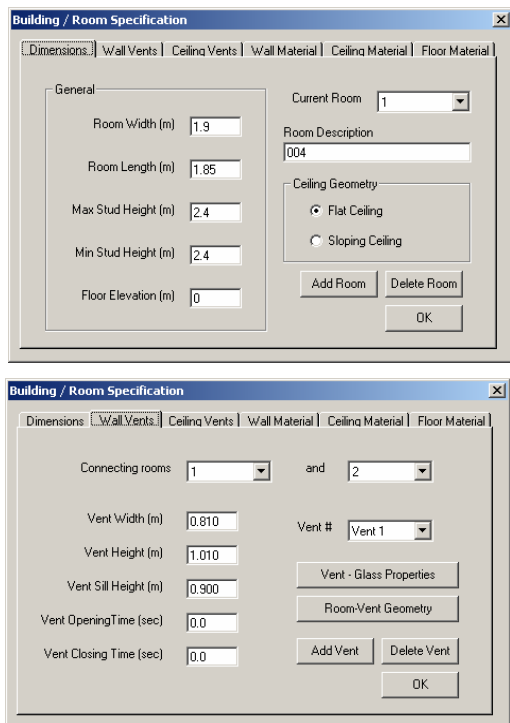 Building / Room Specification
Dimensions Wall Vents Ceiling Vents Wall Material Ceiling Material Floor Material
General
Room Width (m) 1.9
Room Length (m) 1.85
Max Stud Height (m) 2.4
Min Stud Height (m) 2.4
Floor Elevation (m) 0
Current Room 1
Room Description
004
Ceiling Geometry
Flat Ceiling
Sloping Ceiling
Add Room Delete Room
OK
Building / Room Specification
Dimensions Wall Vents Ceiling Vents Wall Material Ceiling Material Floor Material
Connecting rooms 1 and 2
Vent Width (m) 0.810
Vent Height (m) 1.010
Vent Sill Height (m) 0.900
Vent OpeningTime (sec) 0.0
Vent Closing Time (sec) 0.0
Vent # Vent 1
Vent - Glass Properties
Room-Vent Geometry
Add Vent Delete Vent
OK